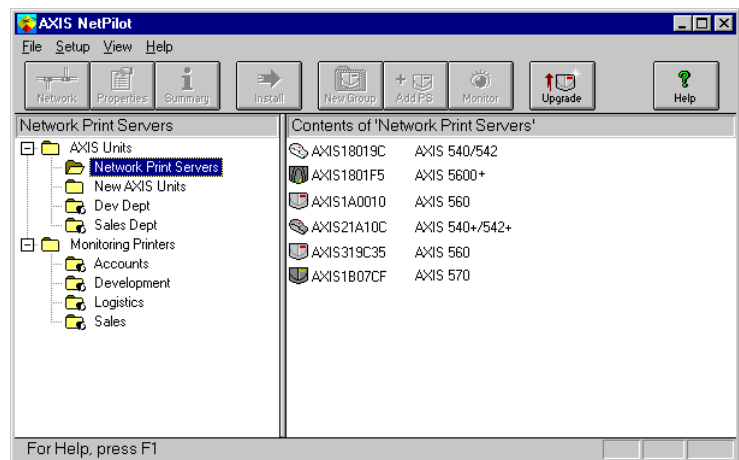 AXIS NetPilot
File Setup View Help
Network Properties Summary Install New Group Add PS Monitor Upgrade Help
Network Print Servers Contents of 'Network Print Servers'
AXIS Units
Network Print Servers
New AXIS Units
Dev Dept
Sales Dept
Monitoring Printers
Accounts
Development
Logistics
Sales
AXIS18019C AXIS 540/542
AXIS1801F5 AXIS 5600+
AXIS1A0010 AXIS 560
AXIS21A10C AXIS 540+/542+
AXIS319C35 AXIS 560
AXIS1B07CF AXIS 570
For Help, press F1